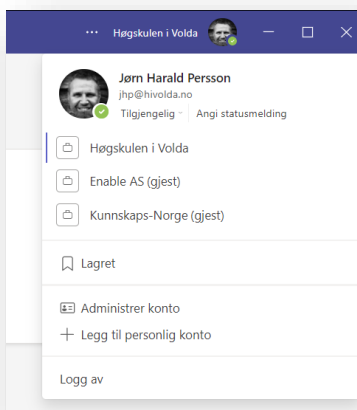 ... Høgskulen i Volda
Jørn Harald Persson
jhp@hivolda.no
Tilgjengelig Angi statusmelding
Høgskulen i Volda
Enable AS (gjest)
Kunnskaps-Norge (gjest)
Lagret
Administrer konto
Legg til personlig konto
Logg av